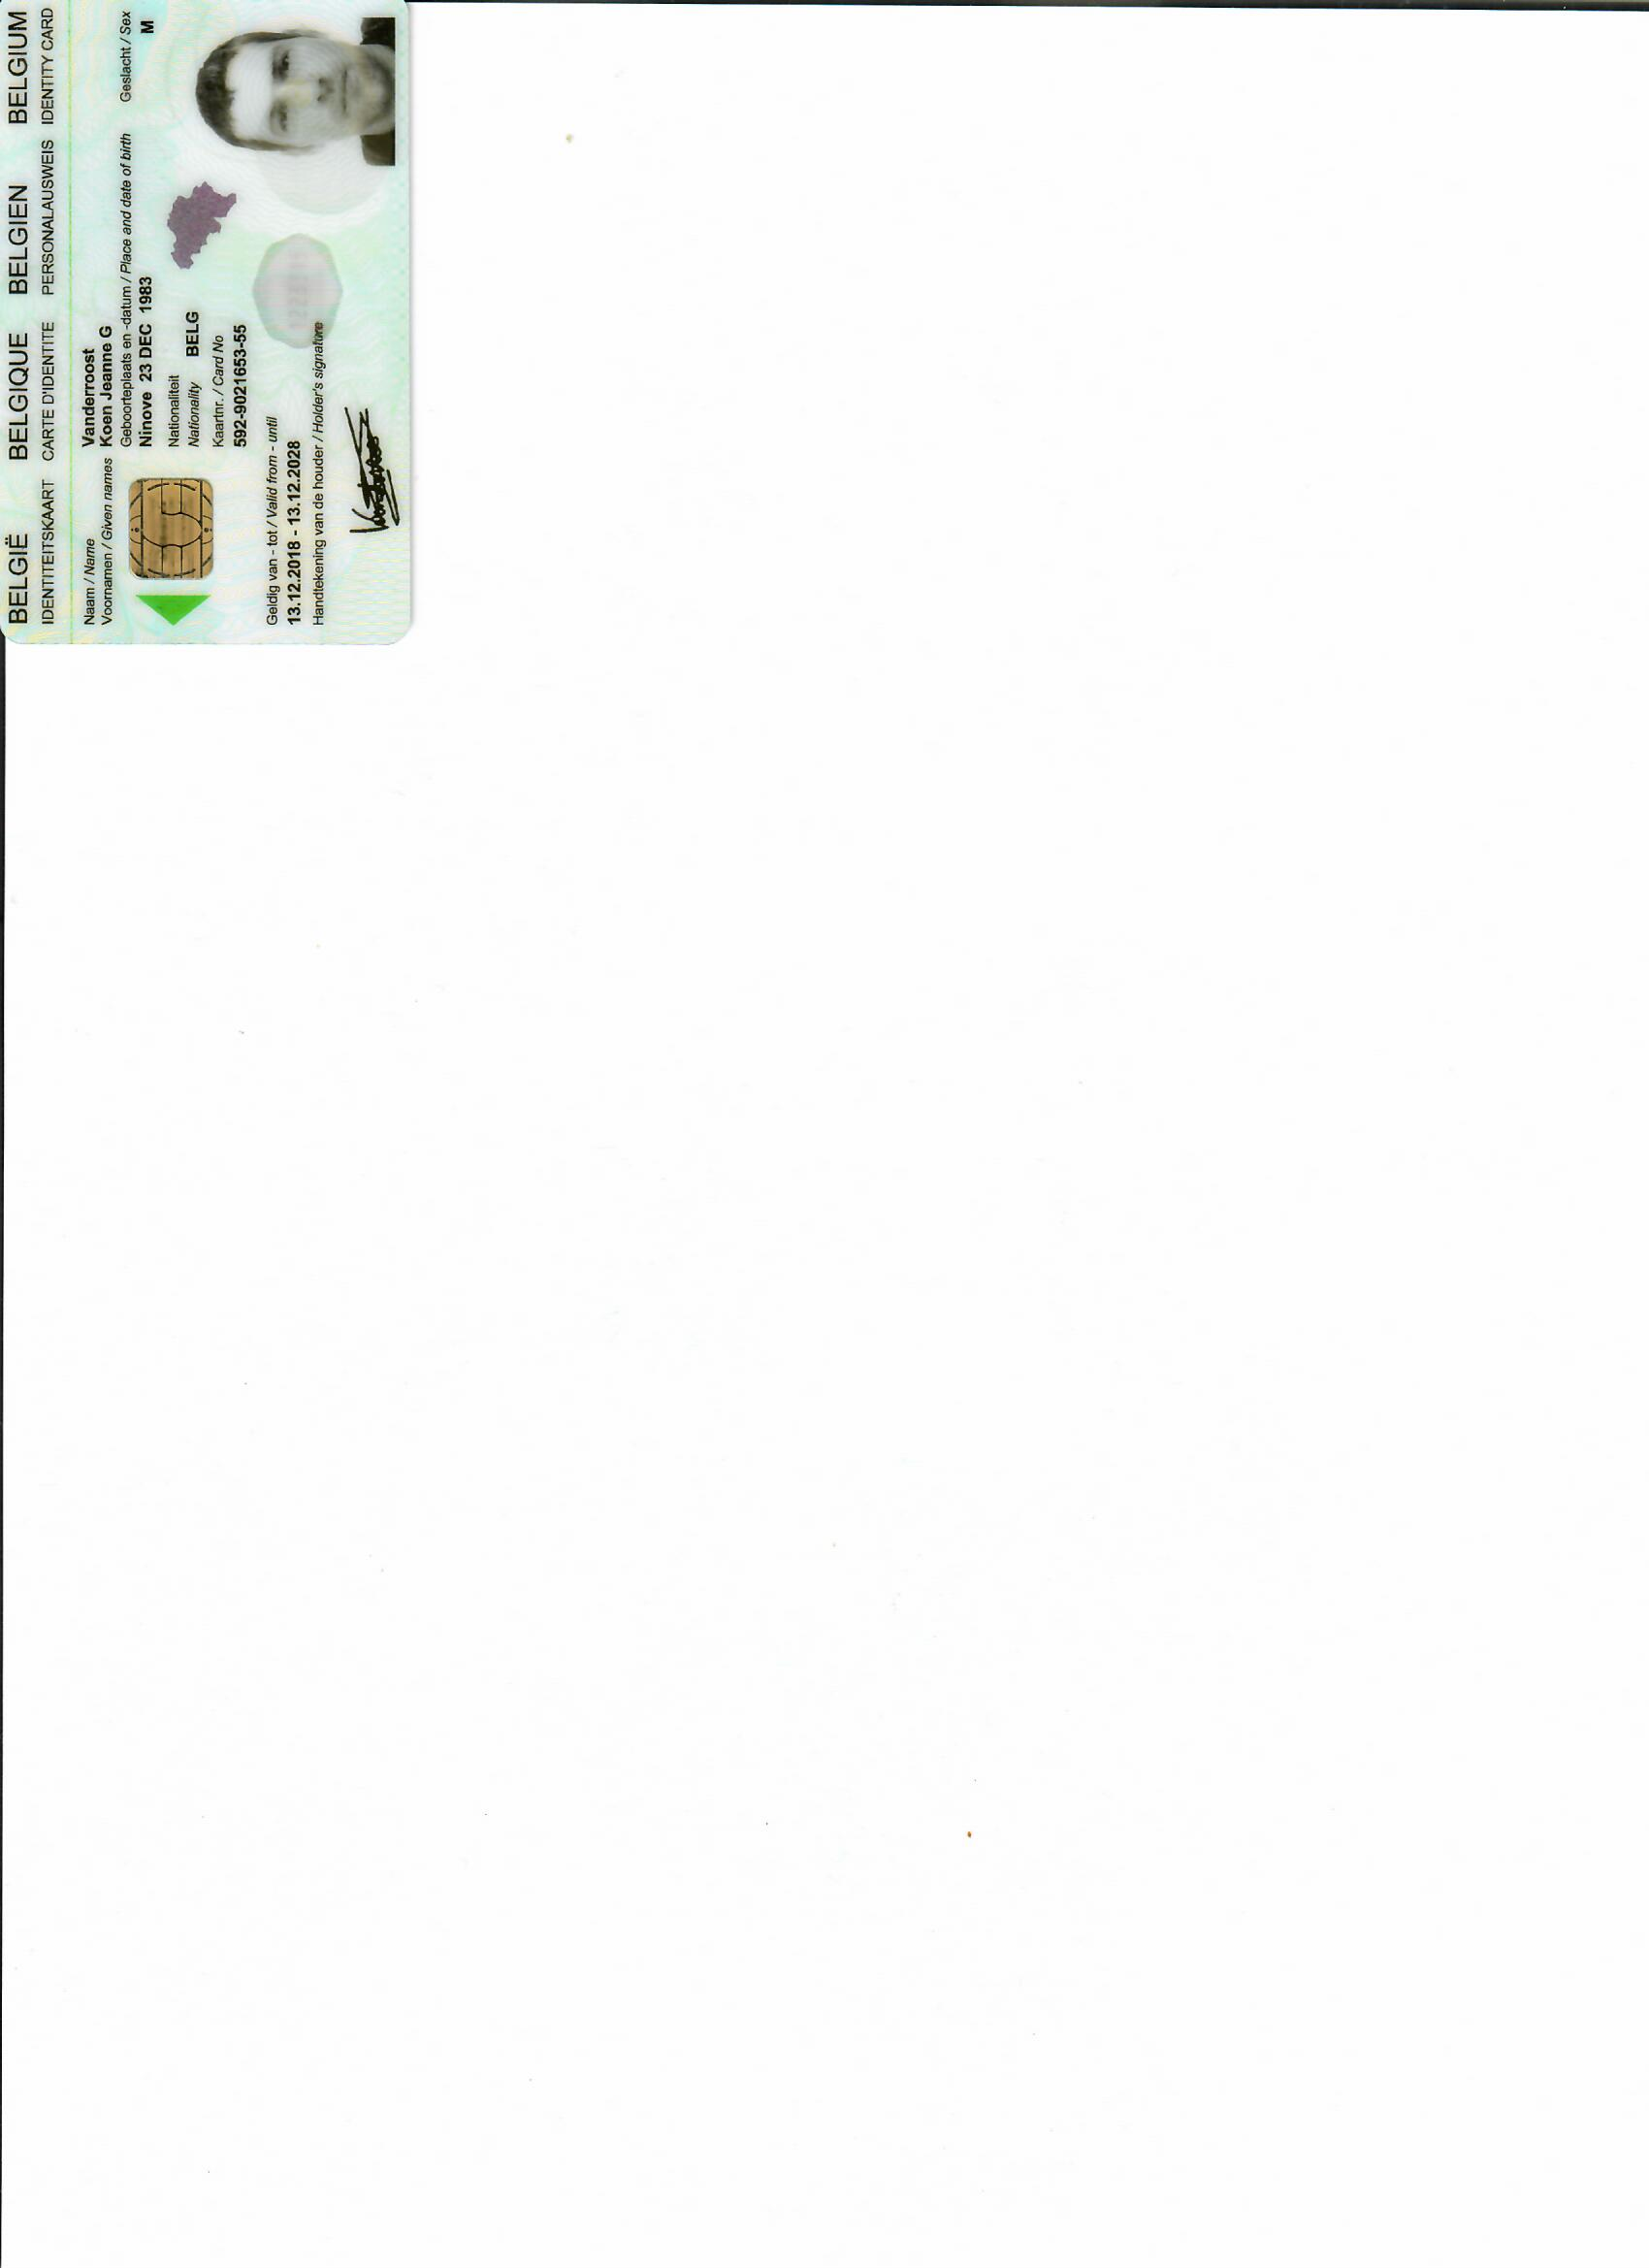 BELGIË BELGIQUE BELGIEN BELGIUM
IDENTITEITSKAART CARTE D'IDENTITE PERSONALAUSWEIS IDENTITY CARD
Naam / Name Vanderroost
Voornamen / Given names Koen Jeanne G
Geboorteplaats en -datum / Place and date of birth Geslacht / Sex
Ninove 23 DEC 1983 M
Nationaliteit
Nationality BELG
Kaartnr. / Card No
592-9021653-55
Geldig van - tot / Valid from - until
13.12.2018 - 13.12.2028
Handtekening van de houder / Holder's signature